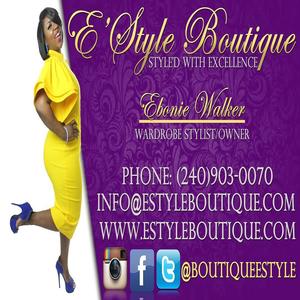 E'Style Boutique
STYLED WITH EXCELLENCE
Ebonie Walker
WARDROBE STYLIST/OWNER
PHONE: (240)903-0070
INFO@ESTYLEBOUTIQUE.COM
WWW.ESTYLEBOUTIQUE.COM
@BOUTIQUEESTYLE